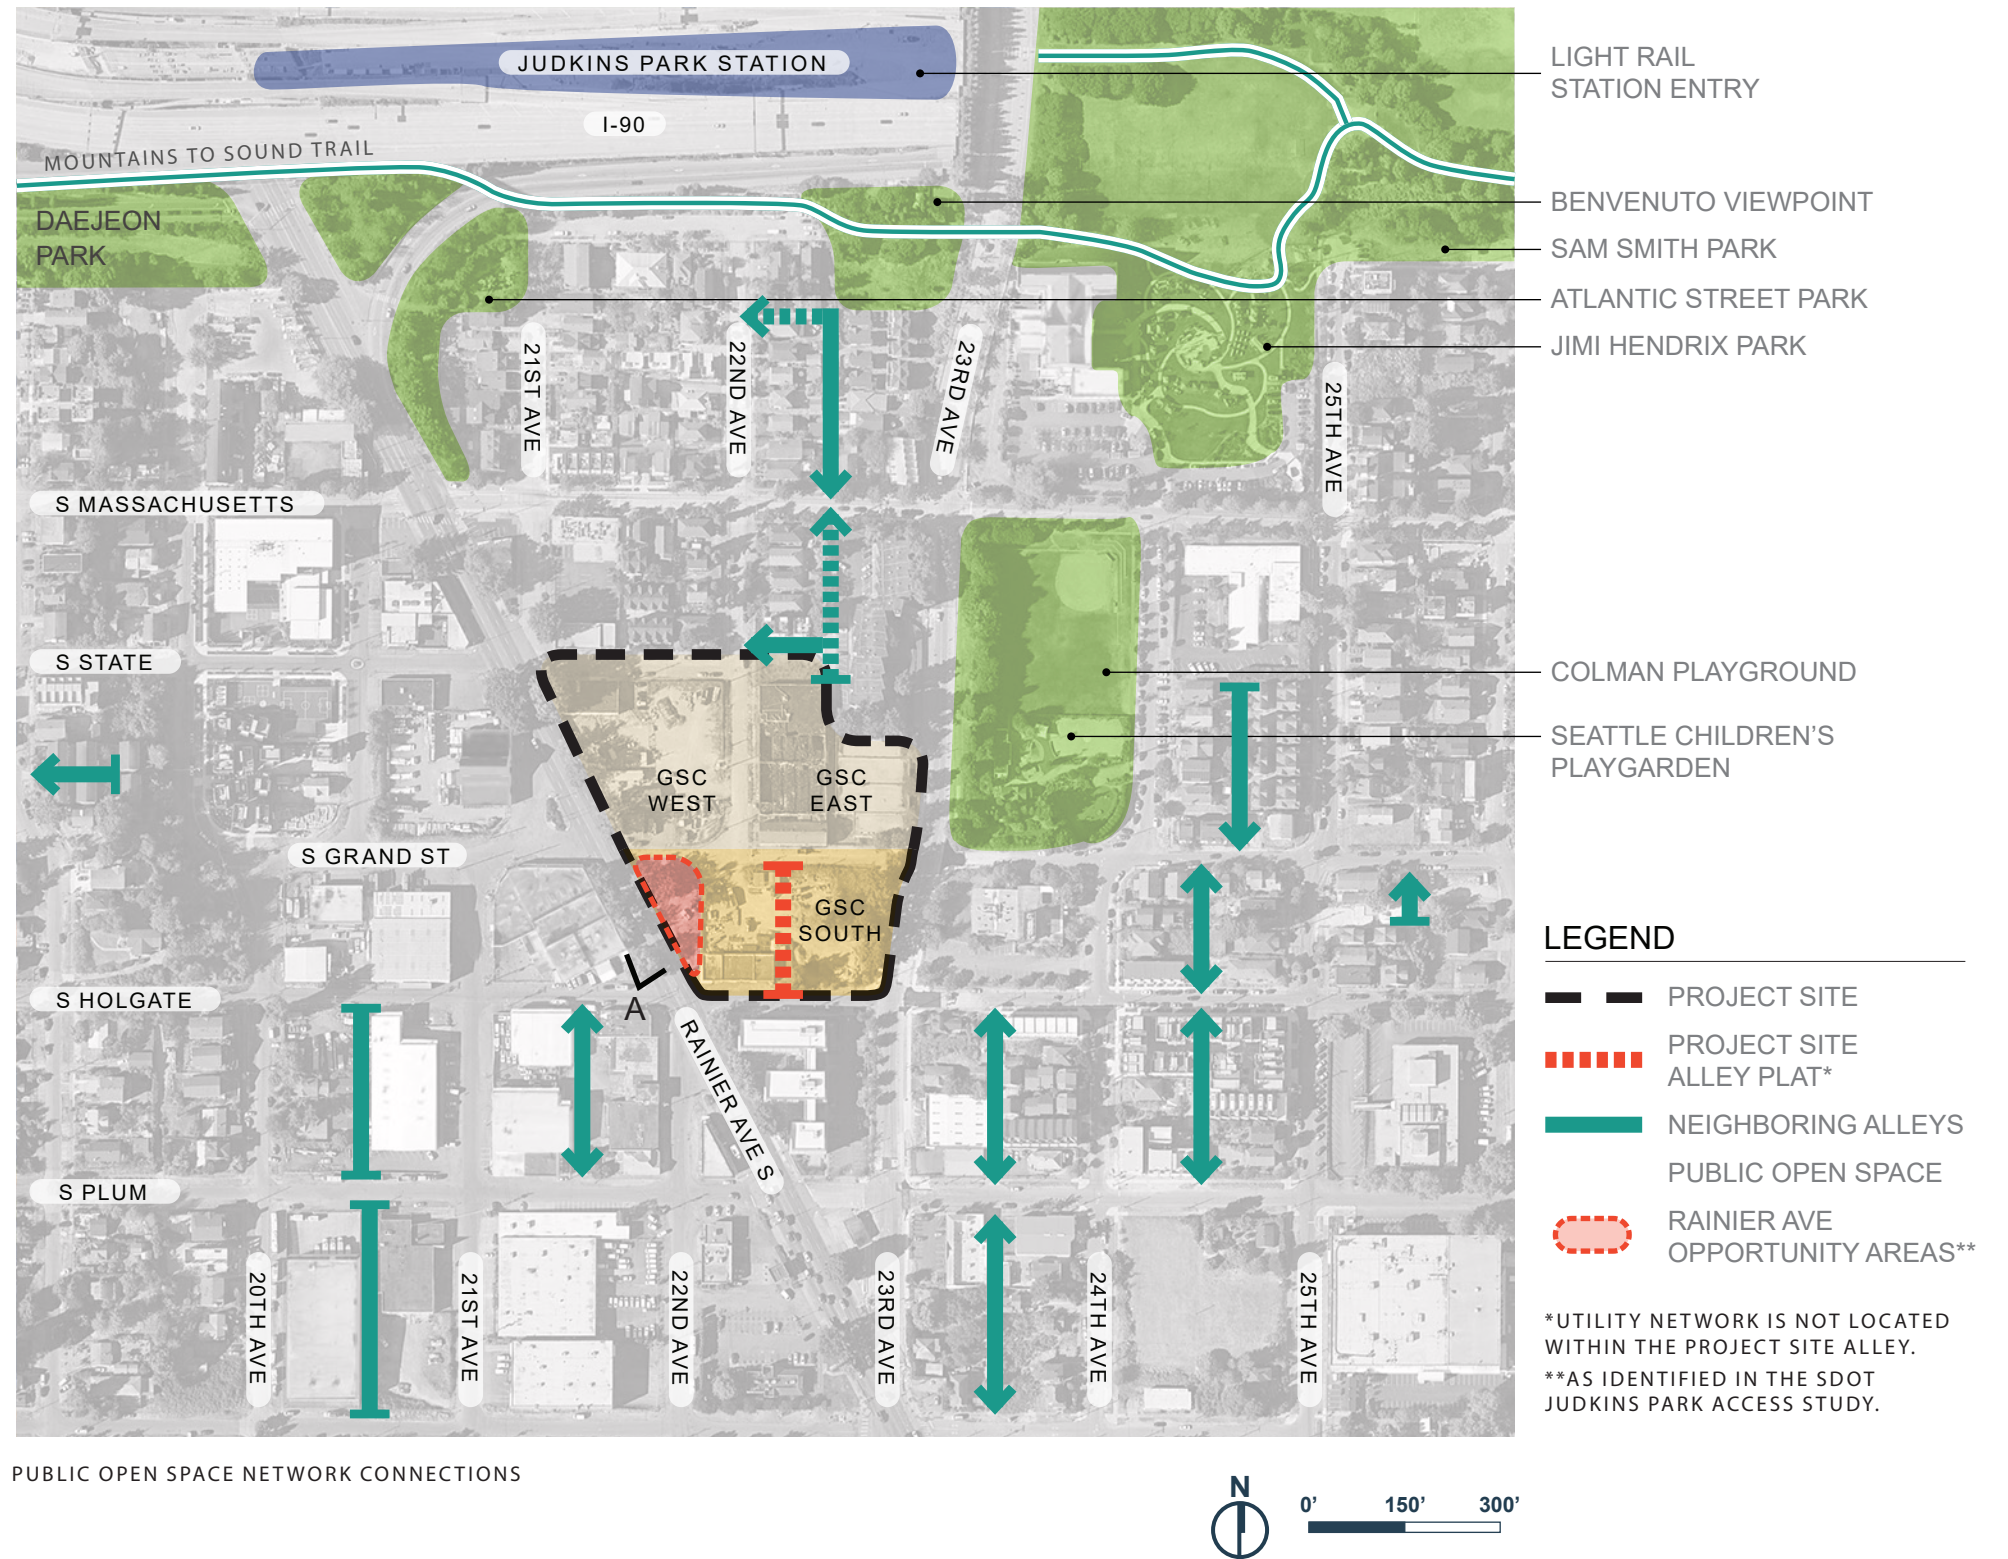 JUDKINS PARK STATION
I-90
MOUNTAINS TO SOUND TRAIL
DAEJEON
PARK
21ST AVE
22ND AVE
23RD AVE
25TH AVE
S MASSACHUSETTS
S STATE
GSC
WEST
GSC
EAST
S GRAND ST
GSC
SOUTH
S HOLGATE
A
RAINIER AVE S
S PLUM
20TH AVE
21ST AVE
22ND AVE
23RD AVE
24TH AVE
25TH AVE
LIGHT RAIL
STATION ENTRY
BENVENUTO VIEWPOINT
SAM SMITH PARK
ATLANTIC STREET PARK
JIMI HENDRIX PARK
COLMAN PLAYGROUND
SEATTLE CHILDREN’S
PLAYGARDEN
LEGEND
PROJECT SITE
PROJECT SITE
ALLEY PLAT*
NEIGHBORING ALLEYS
PUBLIC OPEN SPACE
RAINIER AVE
OPPORTUNITY AREAS**
*UTILITY NETWORK IS NOT LOCATED
WITHIN THE PROJECT SITE ALLEY.
**AS IDENTIFIED IN THE SDOT
JUDKINS PARK ACCESS STUDY.
PUBLIC OPEN SPACE NETWORK CONNECTIONS
N
0’ 150’ 300’